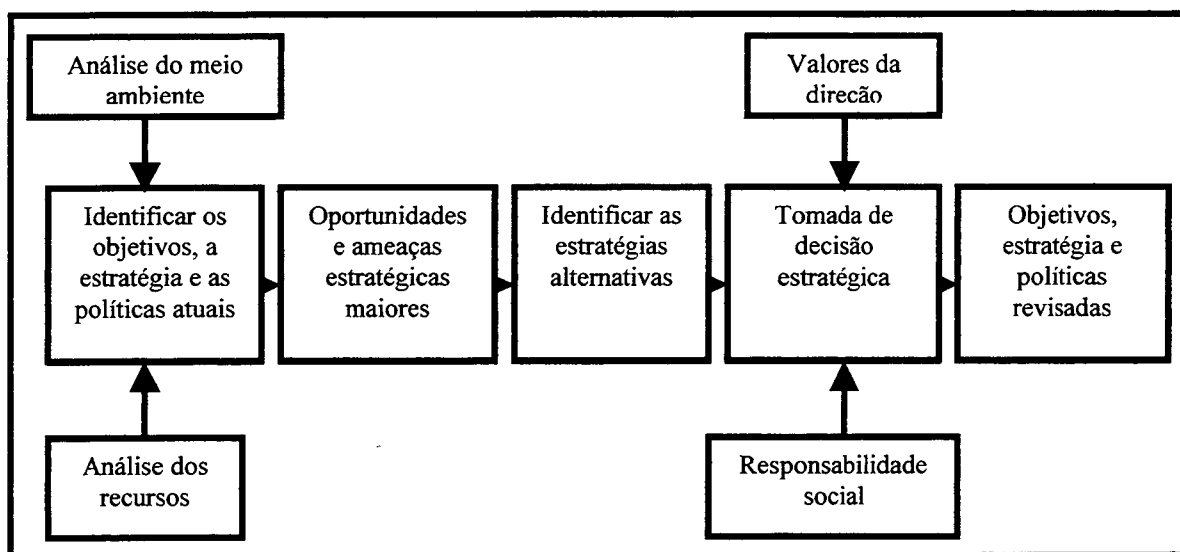 Análise do meio
ambiente
Valores da
direcão
Identificar os
objetivos, a
estratégia e as
políticas atuais
Oportunidades
e ameaças
estratégicas
maiores
Identificar as
estratégias
alternativas
Tomada de
decisão
estratégica
Objetivos,
estratégia e
políticas
revisadas
Análise dos
recursos
Responsabilidade
social